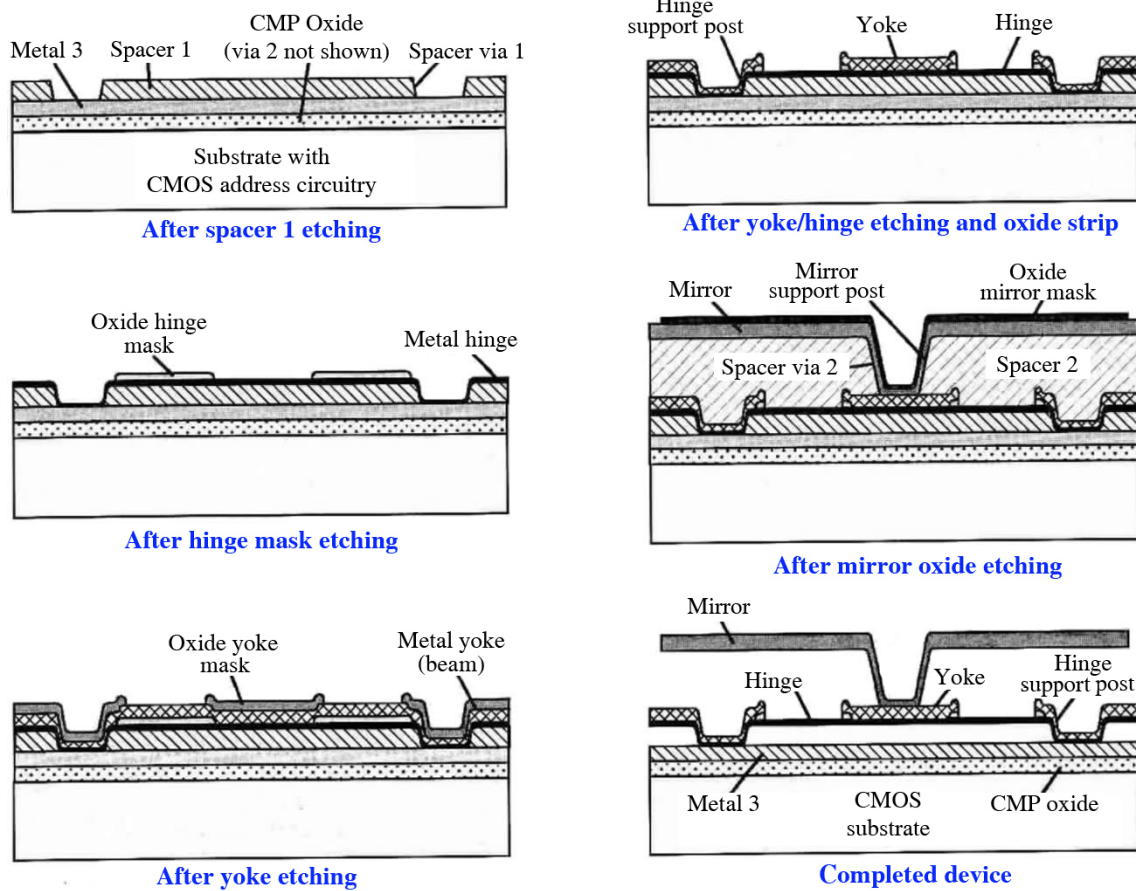 CMP Oxide
Metal 3
Spacer 1
(via 2 not shown)
Spacer via 1
Substrate with
CMOS address circuitry
After spacer 1 etching
Oxide hinge
mask
Metal hinge
After hinge mask etching
Oxide yoke
mask
Metal yoke
(beam)
After yoke etching
Hinge
support post
Yoke
Hinge
After yoke/hinge etching and oxide strip
Mirror
Mirror
support post
Oxide
mirror mask
Spacer via 2
Spacer 2
After mirror oxide etching
Mirror
Hinge
Yoke
Hinge
support post
Metal 3
CMOS
substrate
CMP oxide
Completed device